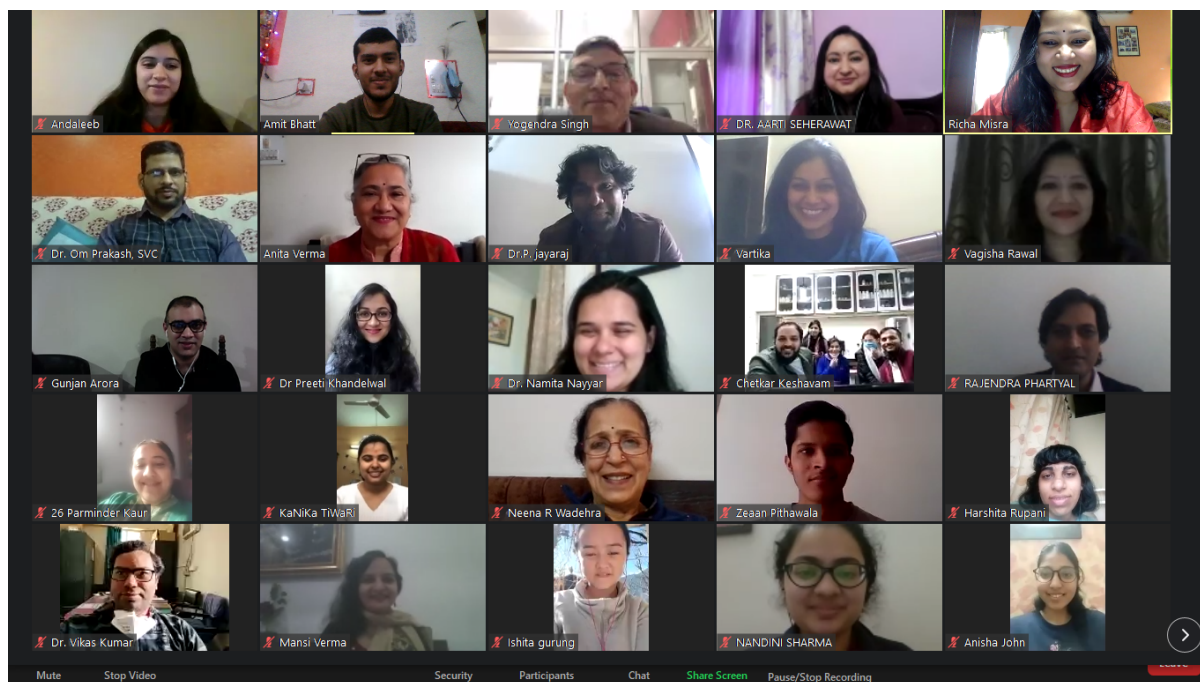 Andaleeb
Amit Bhatt
Yogendra Singh
DR. AARTI SEHERAWAT
Richa Misra
Dr. Om Prakash, SVC
Anita Verma
Dr.P. jayaraj
Vartika
Vagisha Rawal
Gunjan Arora
Dr Preeti Khandelwal
Dr. Namita Nayyar
Chetkar Keshavam
RAJENDRA PHARTYAL
26 Parminder Kaur
KaNiKa TiWaRi
Neena R Wadehra
Zeaan Pithawala
Harshita Rupani
Dr. Vikas Kumar
Mansi Verma
Ishita gurung
NANDINI SHARMA
Anisha John
Mute Stop Video Security Participants Chat Share Screen Pause/Stop Recording Leave